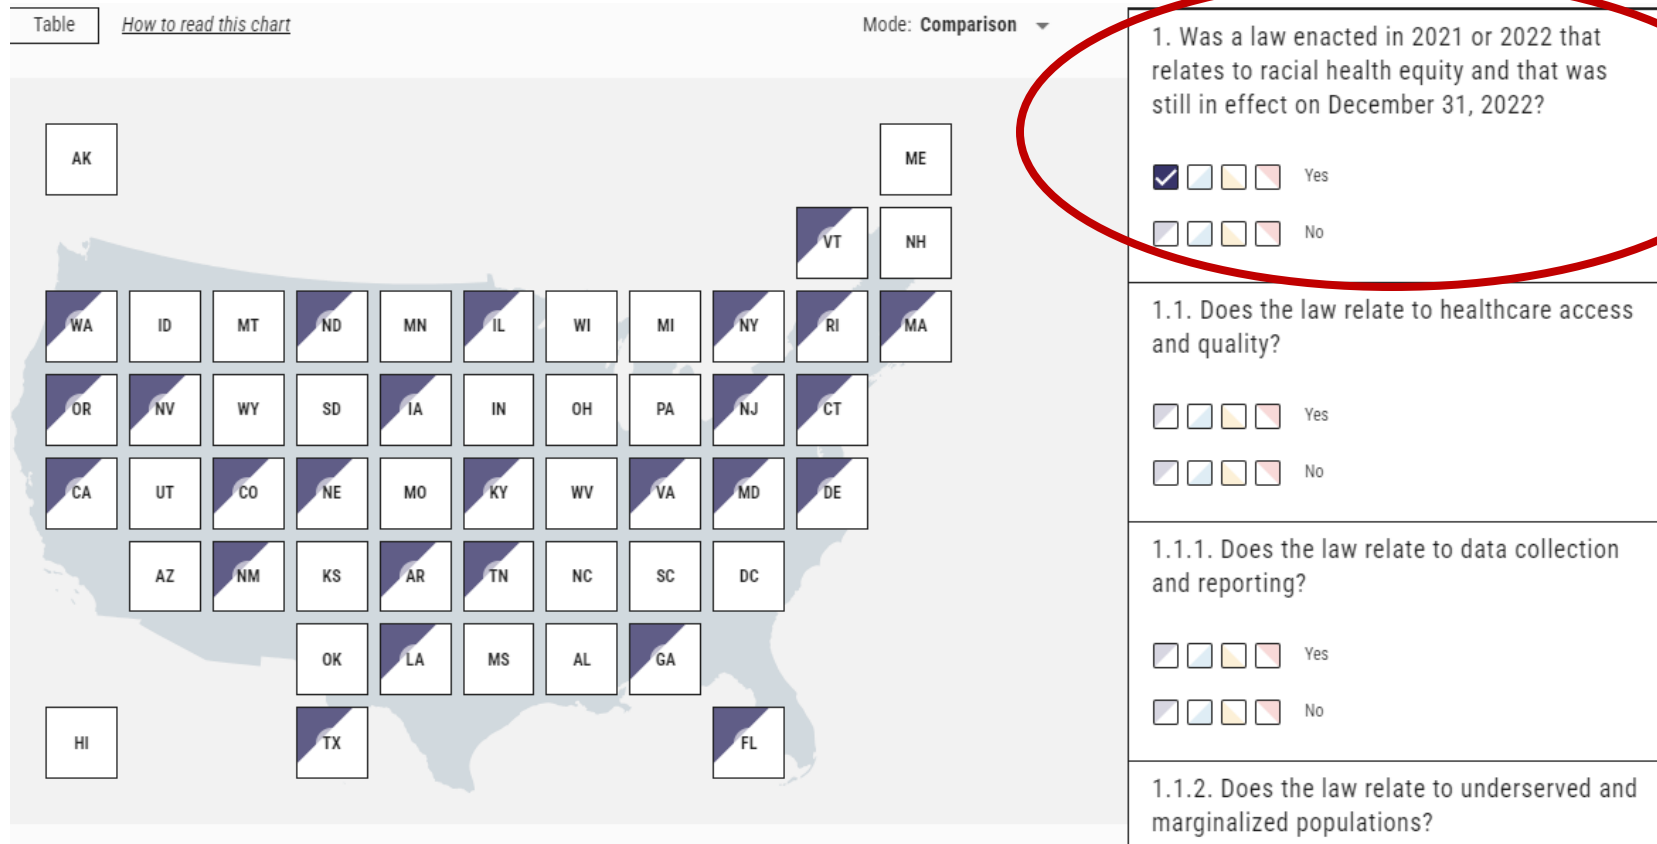 Table
How to read this chart
Mode: Comparison
AK
ME
VT
NH
WA
ID
MT
ND
MN
IL
WI
MI
NY
RI
MA
OR
NV
WY
SD
IA
IN
OH
PA
NJ
CT
CA
UT
CO
NE
MO
KY
WV
VA
MD
DE
AZ
NM
KS
AR
TN
NC
SC
DC
OK
LA
MS
AL
GA
HI
TX
FL
1. Was a law enacted in 2021 or 2022 that
relates to racial health equity and that was
still in effect on December 31, 2022?
Yes
No
1.1. Does the law relate to healthcare access
and quality?
Yes
No
1.1.1. Does the law relate to data collection
and reporting?
Yes
No
1.1.2. Does the law relate to underserved and
marginalized populations?